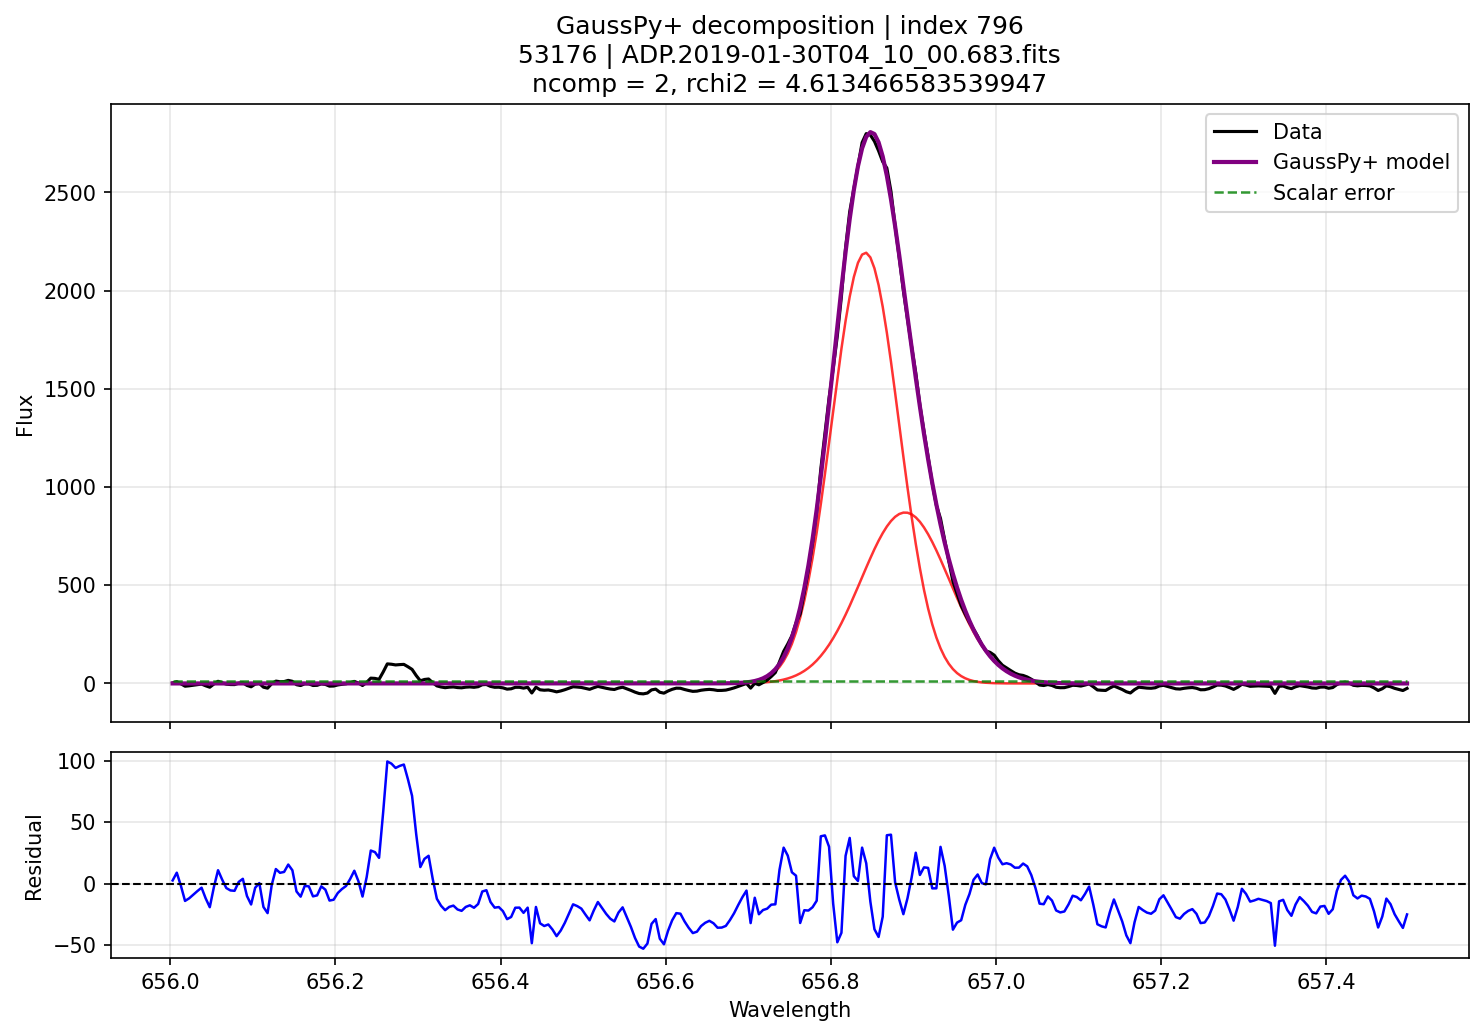 GaussPy+ decomposition | index 796
53176 | ADP.2019-01-30T04_10_00.683.fits
ncomp = 2, rchi2 = 4.613466583539947
Data
GaussPy+ model
Scalar error
Flux
2500
2000
1500
1000
500
0
Residual
100
50
0
−50
656.0 656.2 656.4 656.6 656.8 657.0 657.2 657.4
Wavelength